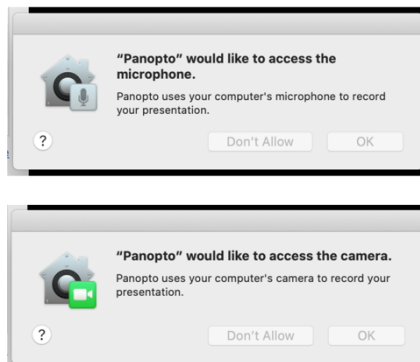 “Panopto” would like to access the
microphone.
Panopto uses your computer's microphone to record
your presentation.
?
Don't Allow
OK
“Panopto” would like to access the camera.
Panopto uses your computer's camera to record your
presentation.
?
Don't Allow
OK